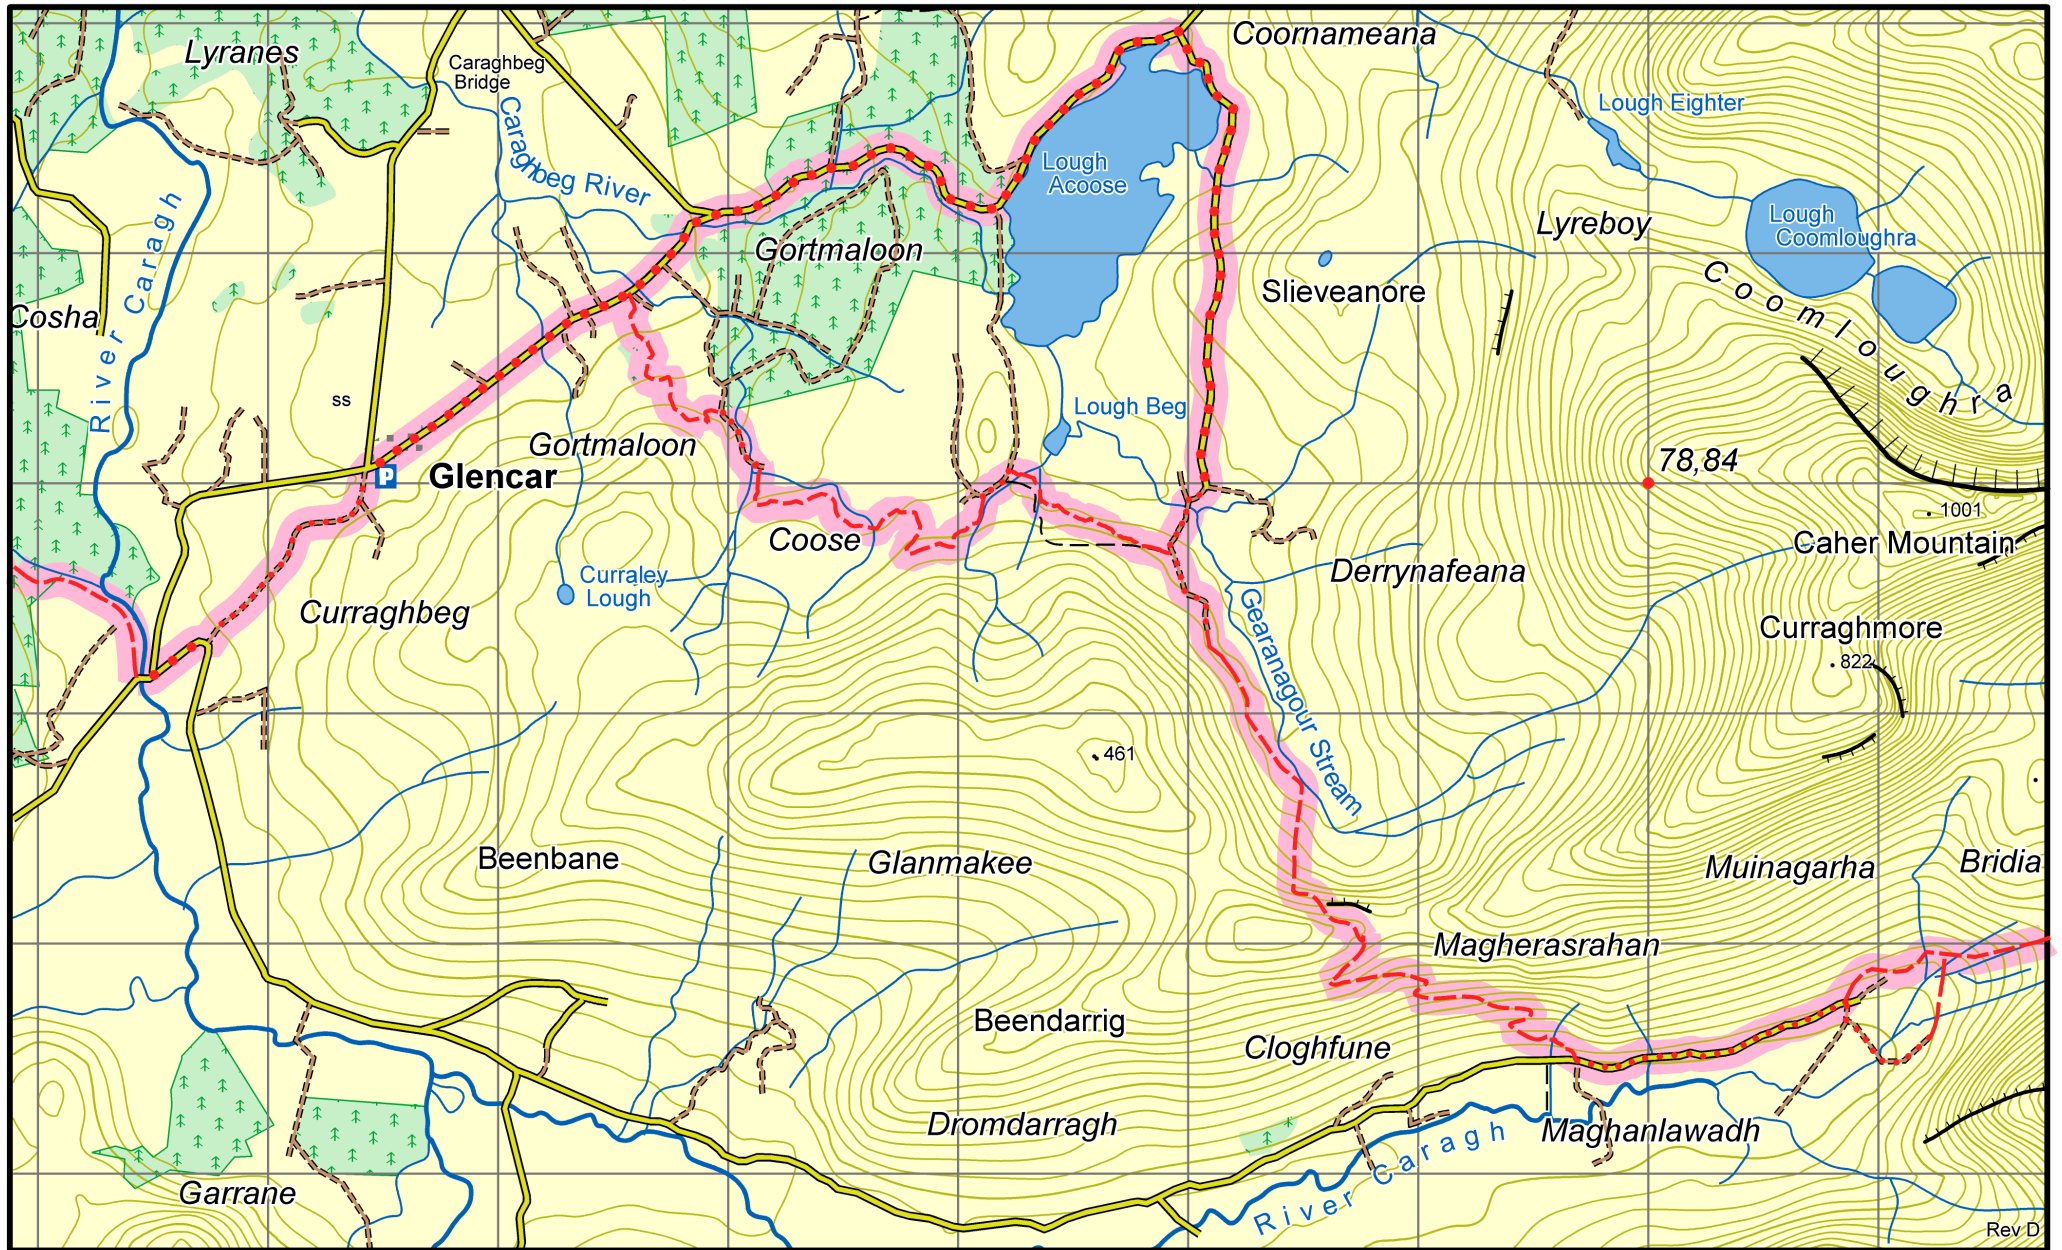 Lyranes
Caraghbeg
Bridge
Coornameana
Lough Eighter
Caraghbeg River
Lough
Acoose
River Caragh
Gortmaloon
Lyreboy
Lough
Coomloughra
Coomloughra
Slieveanore
Cosha
ss
Lough Beg
Gortmaloon
Glencar
P
78,84
1001
Caher Mountain
Coose
Curraley
Lough
Derrynafeana
Curraghbeg
Gearanagour Stream
Curraghmore
822
461
Beenbane
Glanmakee
Muinagarha
Bridia
Magherasrahan
Beendarrig
Cloghfune
Dromdarragh
Maghanlawadh
River Caragh
Garrane
Rev D